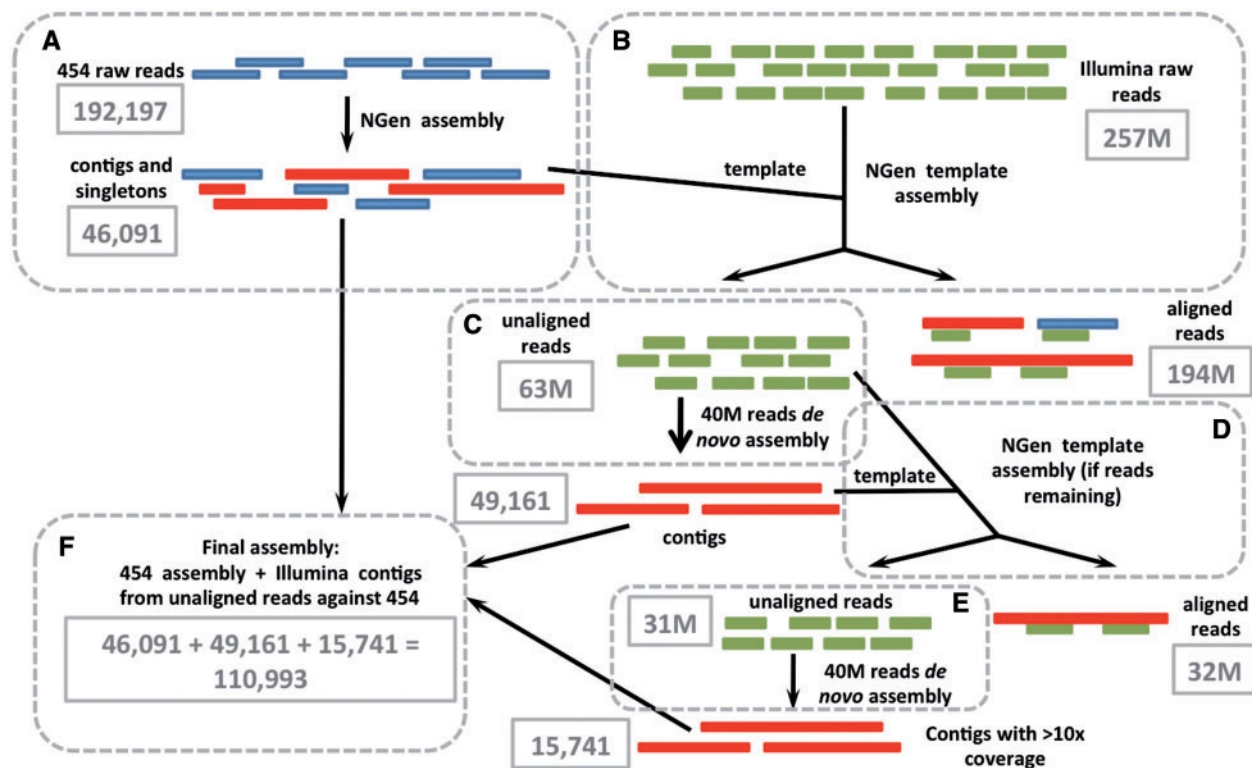 A
454 raw reads
192,197
NGen assembly
contigs and
singletons
46,091
B
Illumina raw
reads
257M
template
NGen template
assembly
C
unaligned
reads
63M
40M reads de
novo assembly
aligned
reads
194M
D
NGen template
assembly (if reads
remaining)
template
49,161
contigs
E
unaligned reads
31M
40M reads de
novo assembly
aligned
reads
32M
15,741
Contigs with >10x
coverage
F
Final assembly:
454 assembly + Illumina contigs
from unaligned reads against 454
46,091 + 49,161 + 15,741 =
110,993